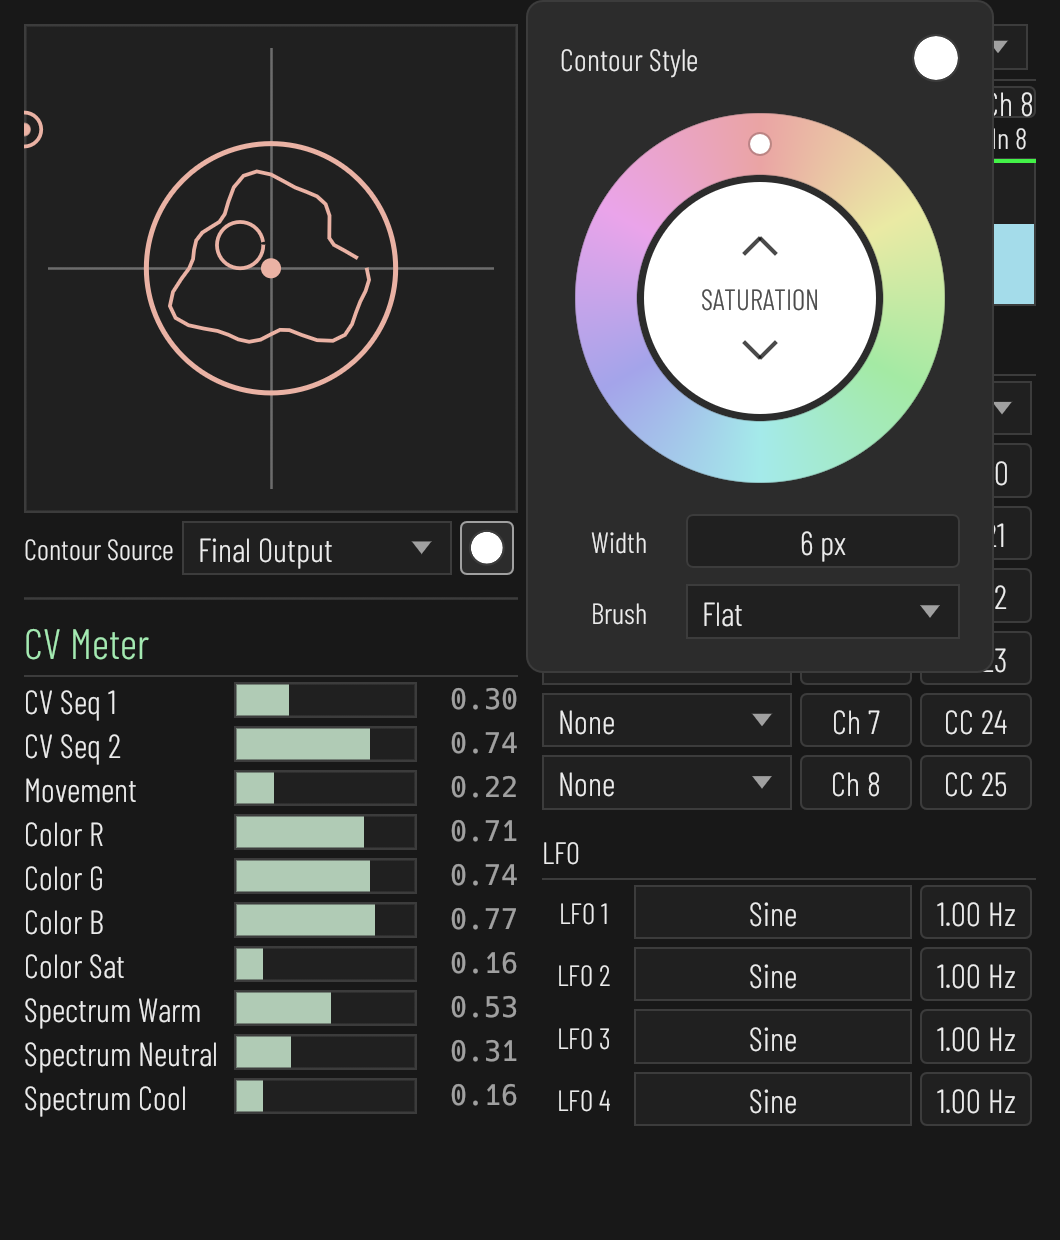 Contour Style
Ch 8
In 8
SATURATION
Contour Source Final Output
Width 6 px
Brush Flat
CV Meter
CV Seq 1 0.30
CV Seq 2 0.74
Movement 0.22
Color R 0.71
Color G 0.74
Color B 0.77
Color Sat 0.16
Spectrum Warm 0.53
Spectrum Neutral 0.31
Spectrum Cool 0.16
None Ch 7 CC 24
None Ch 8 CC 25
LFO
LFO 1 Sine 1.00 Hz
LFO 2 Sine 1.00 Hz
LFO 3 Sine 1.00 Hz
LFO 4 Sine 1.00 Hz